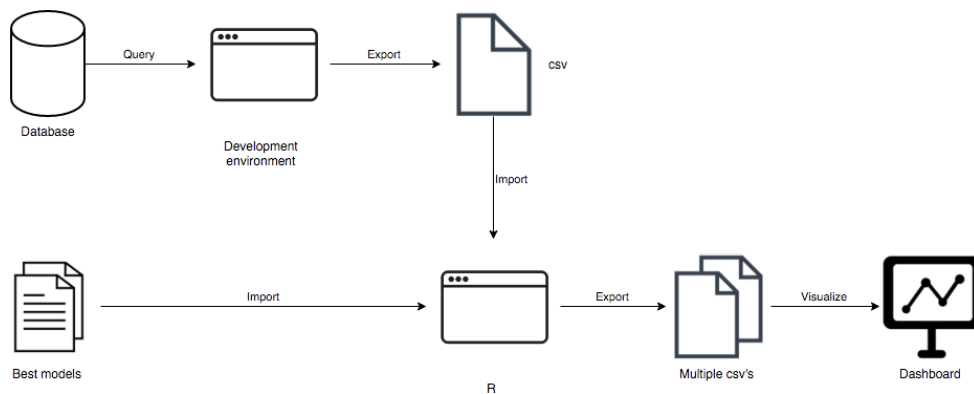 Query
Export
csv
Database
Development
environment
Import
Import
Export
Visualize
Best models
R
Multiple csv's
Dashboard